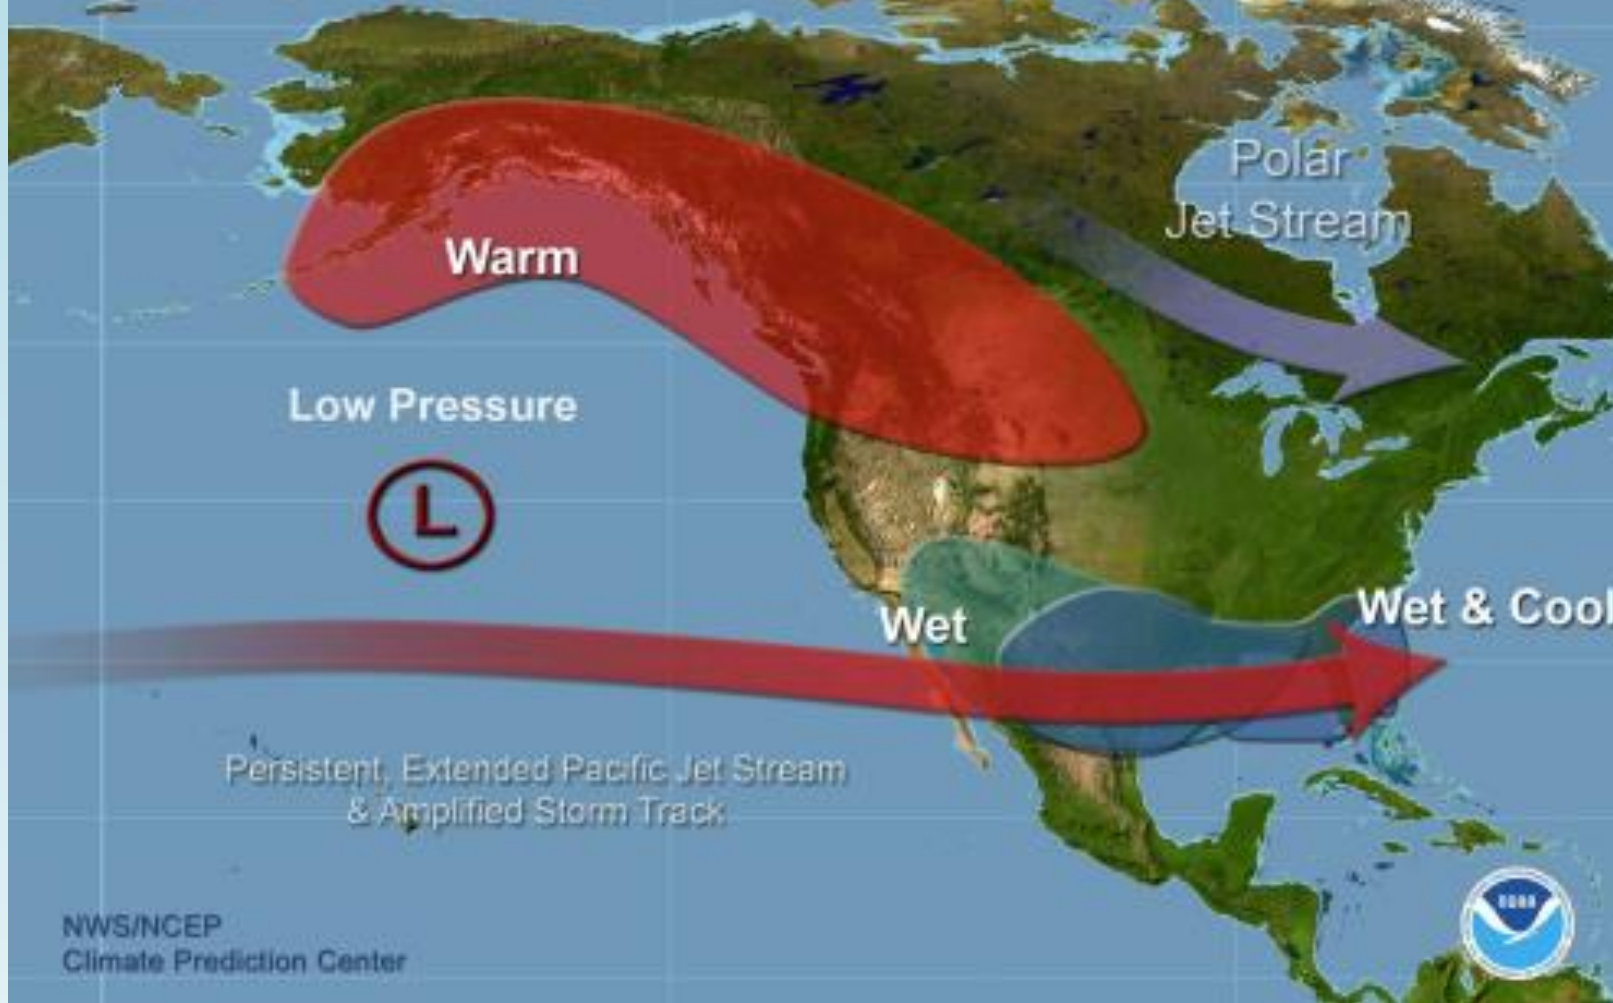 Polar
Jet Stream
Warm
Low Pressure
L
Wet
Wet & Cool
Persistent, Extended Pacific Jet Stream
& Amplified Storm Track
NWS/NCEP
Climate Prediction Center
NOAA